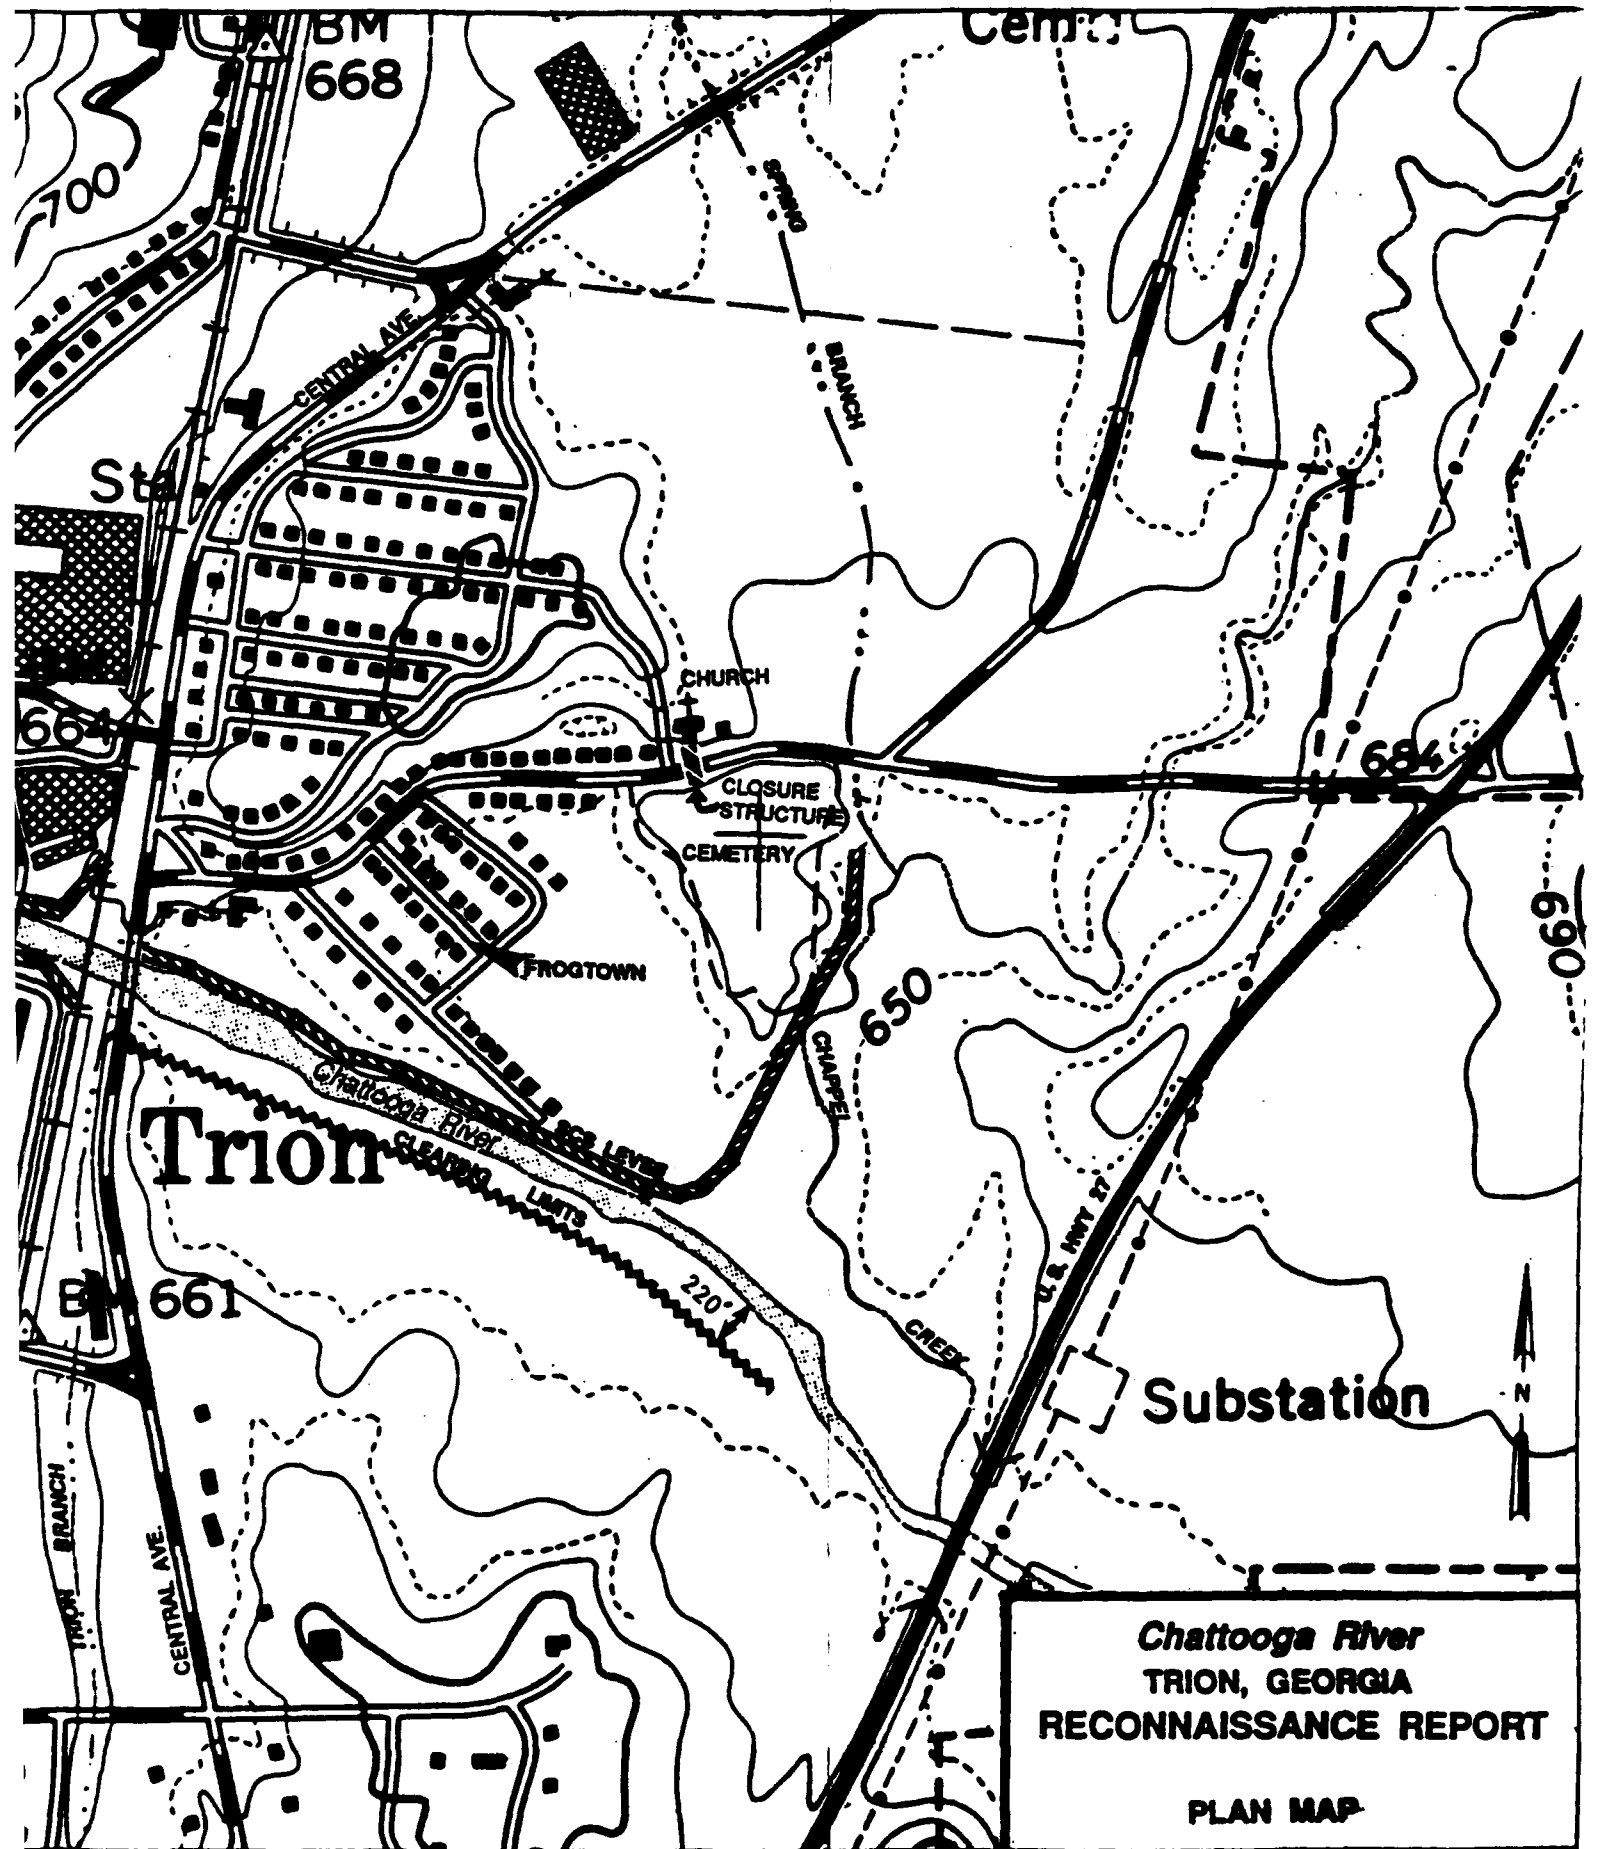 BM
668
Cem
700
SPRING
BRANCH
CENTRAL AVE.
Sta
664
CHURCH
684
CLOSURE
STRUCTURE
CEMETERY
690
FROGTOWN
650
CHAPPEL
CREEK
Chattooga River
SCS LEVEE
Trion
CLEARING LIMITS
220'
U.S. HWY 27
BM 661
Substation
N
TRION BRANCH
CENTRAL AVE.
Chattooga River
TRION, GEORGIA
RECONNAISSANCE REPORT
PLAN MAP